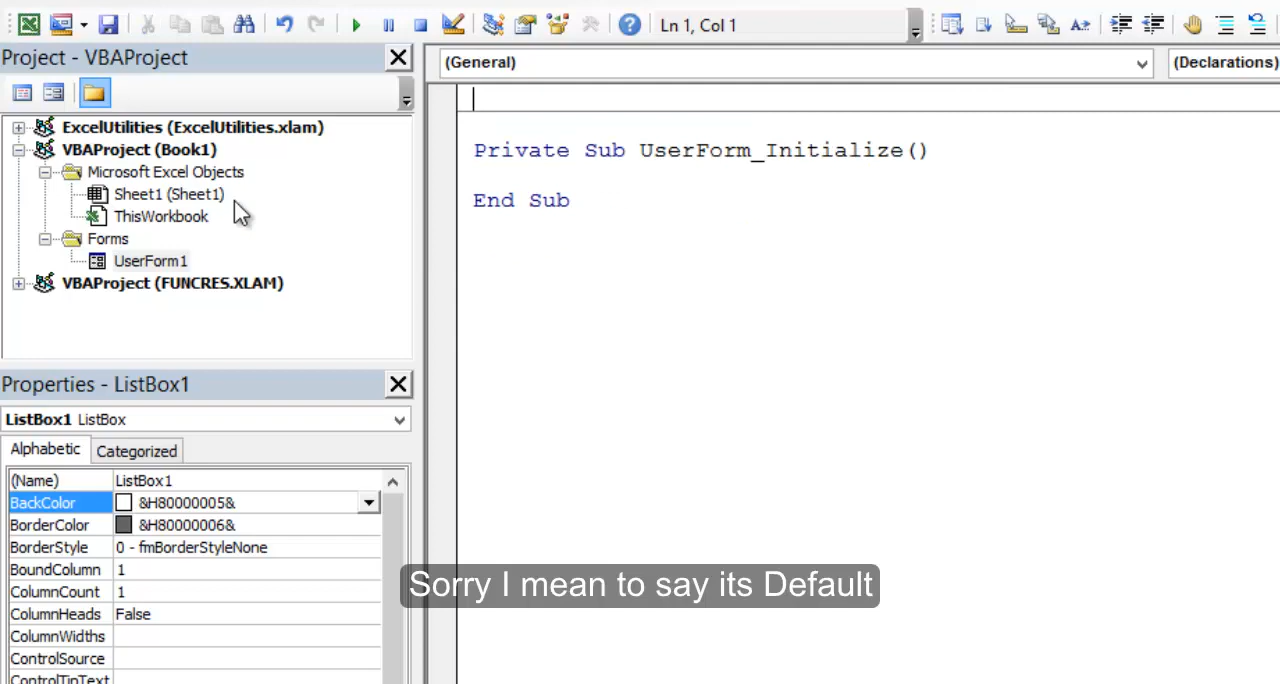 Ln 1, Col 1
Project - VBAProject
(General)
(Declarations)
ExcelUtilities (ExcelUtilities.xlam)
VBAProject (Book1)
Microsoft Excel Objects
Sheet1 (Sheet1)
ThisWorkbook
Forms
UserForm1
VBAProject (FUNCRES.XLAM)
Private Sub UserForm_Initialize()
End Sub
Properties - ListBox1
ListBox1 ListBox
Alphabetic Categorized
(Name) ListBox1
BackColor &H80000005&
BorderColor &H80000006&
BorderStyle 0 - fmBorderStyleNone
BoundColumn 1
ColumnCount 1
ColumnHeads False
ColumnWidths
ControlSource
ControlTipText
Sorry I mean to say its Default